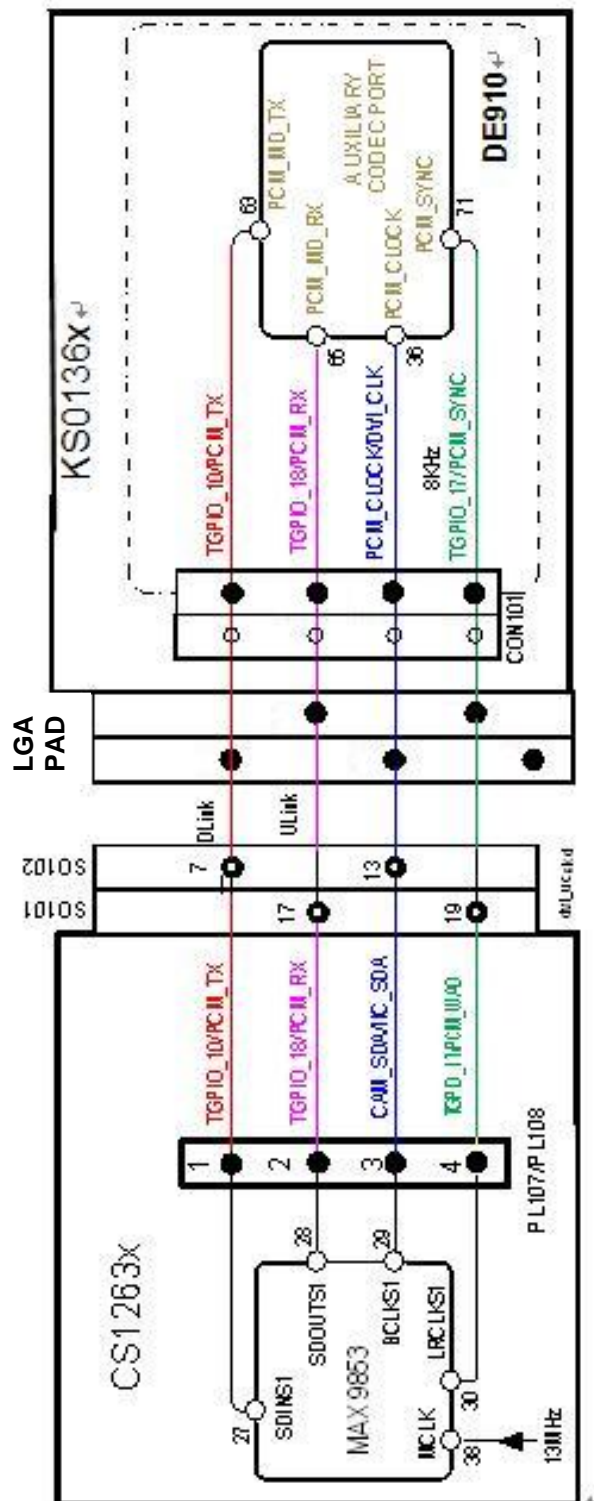 KS0136x
DE910
AUXILIARY
CODEC PORT
PCM_MD_TX
PCM_MD_RX
PCM_CLOCK
PCM_SYNC
63
65
36
71
TGPIO_10/PCM_TX
TGPIO_18/PCM_RX
PCM_CLOCK/DVI_CLK
8KHz
TGPIO_17/PCM_SYNC
CON101
LGA
PAD
DLink
ULink
SO102
SO101
7
17
13
19
CS1263x
TGPIO_10/PCM_TX
TGPIO_18/PCM_RX
CAM_SDA/IIC_SDA
1
2
3
4
PL107/PL108
27
28
29
30
38
SDINS1
SDOUTS1
BCLKS1
LRCLKS1
MCLK
MAX9853
13MHz